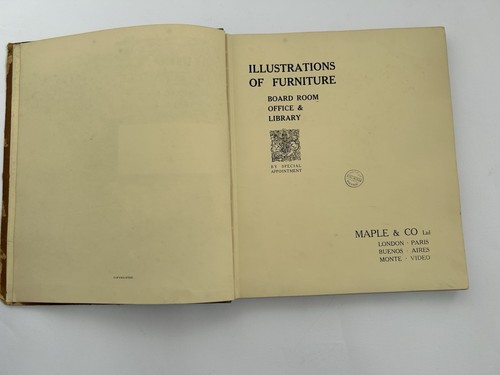 ILLUSTRATIONS
OF FURNITURE
BOARD ROOM
OFFICE &
LIBRARY
BY SPECIAL
APPOINTMENT
MAPLE & CO Ltd
LONDON · PARIS
BUENOS · AIRES
MONTE · VIDEO